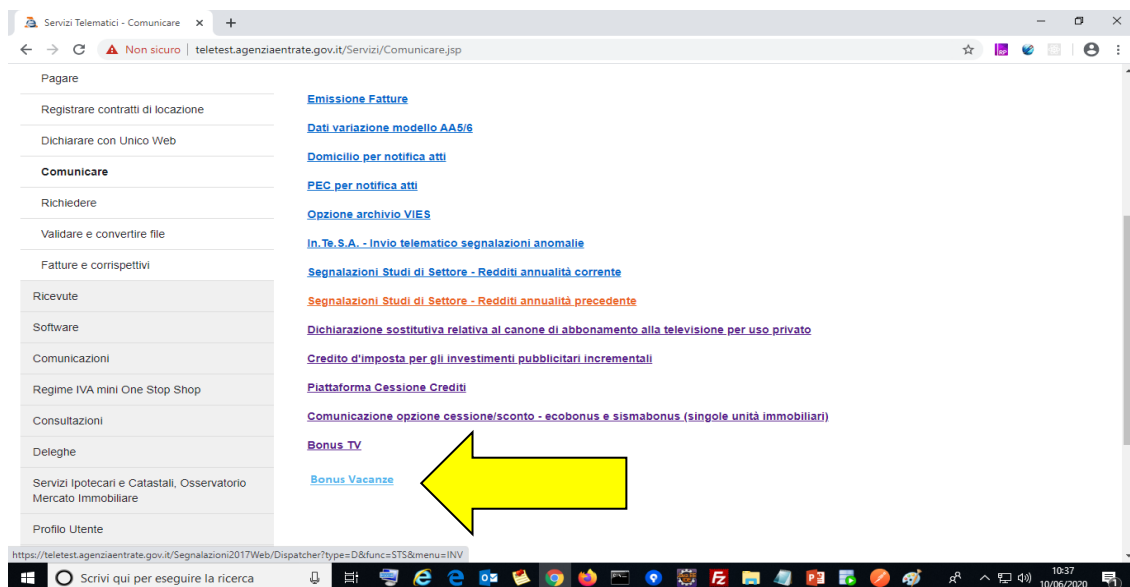 Servizi Telematici - Comunicare
Non sicuro | teletest.agenziaentrate.gov.it/Servizi/Comunicare.jsp
Pagare
Registrare contratti di locazione
Dichiarare con Unico Web
Comunicare
Richiedere
Validare e convertire file
Fatture e corrispettivi
Ricevute
Software
Comunicazioni
Regime IVA mini One Stop Shop
Consultazioni
Deleghe
Servizi Ipotecari e Catastali, Osservatorio
Mercato Immobiliare
Profilo Utente
Emissione Fatture
Dati variazione modello AA5/6
Domicilio per notifica atti
PEC per notifica atti
Opzione archivio VIES
In.Te.S.A. - Invio telematico segnalazioni anomalie
Segnalazioni Studi di Settore - Redditi annualità corrente
Segnalazioni Studi di Settore - Redditi annualità precedente
Dichiarazione sostitutiva relativa al canone di abbonamento alla televisione per uso privato
Credito d'imposta per gli investimenti pubblicitari incrementali
Piattaforma Cessione Crediti
Comunicazione opzione cessione/sconto - ecobonus e sismabonus (singole unità immobiliari)
Bonus TV
Bonus Vacanze
https://teletest.agenziaentrate.gov.it/Segnalazioni2017Web/Dispatcher?type=D&func=STS&menu=INV
Scrivi qui per eseguire la ricerca
10:37
10/06/2020